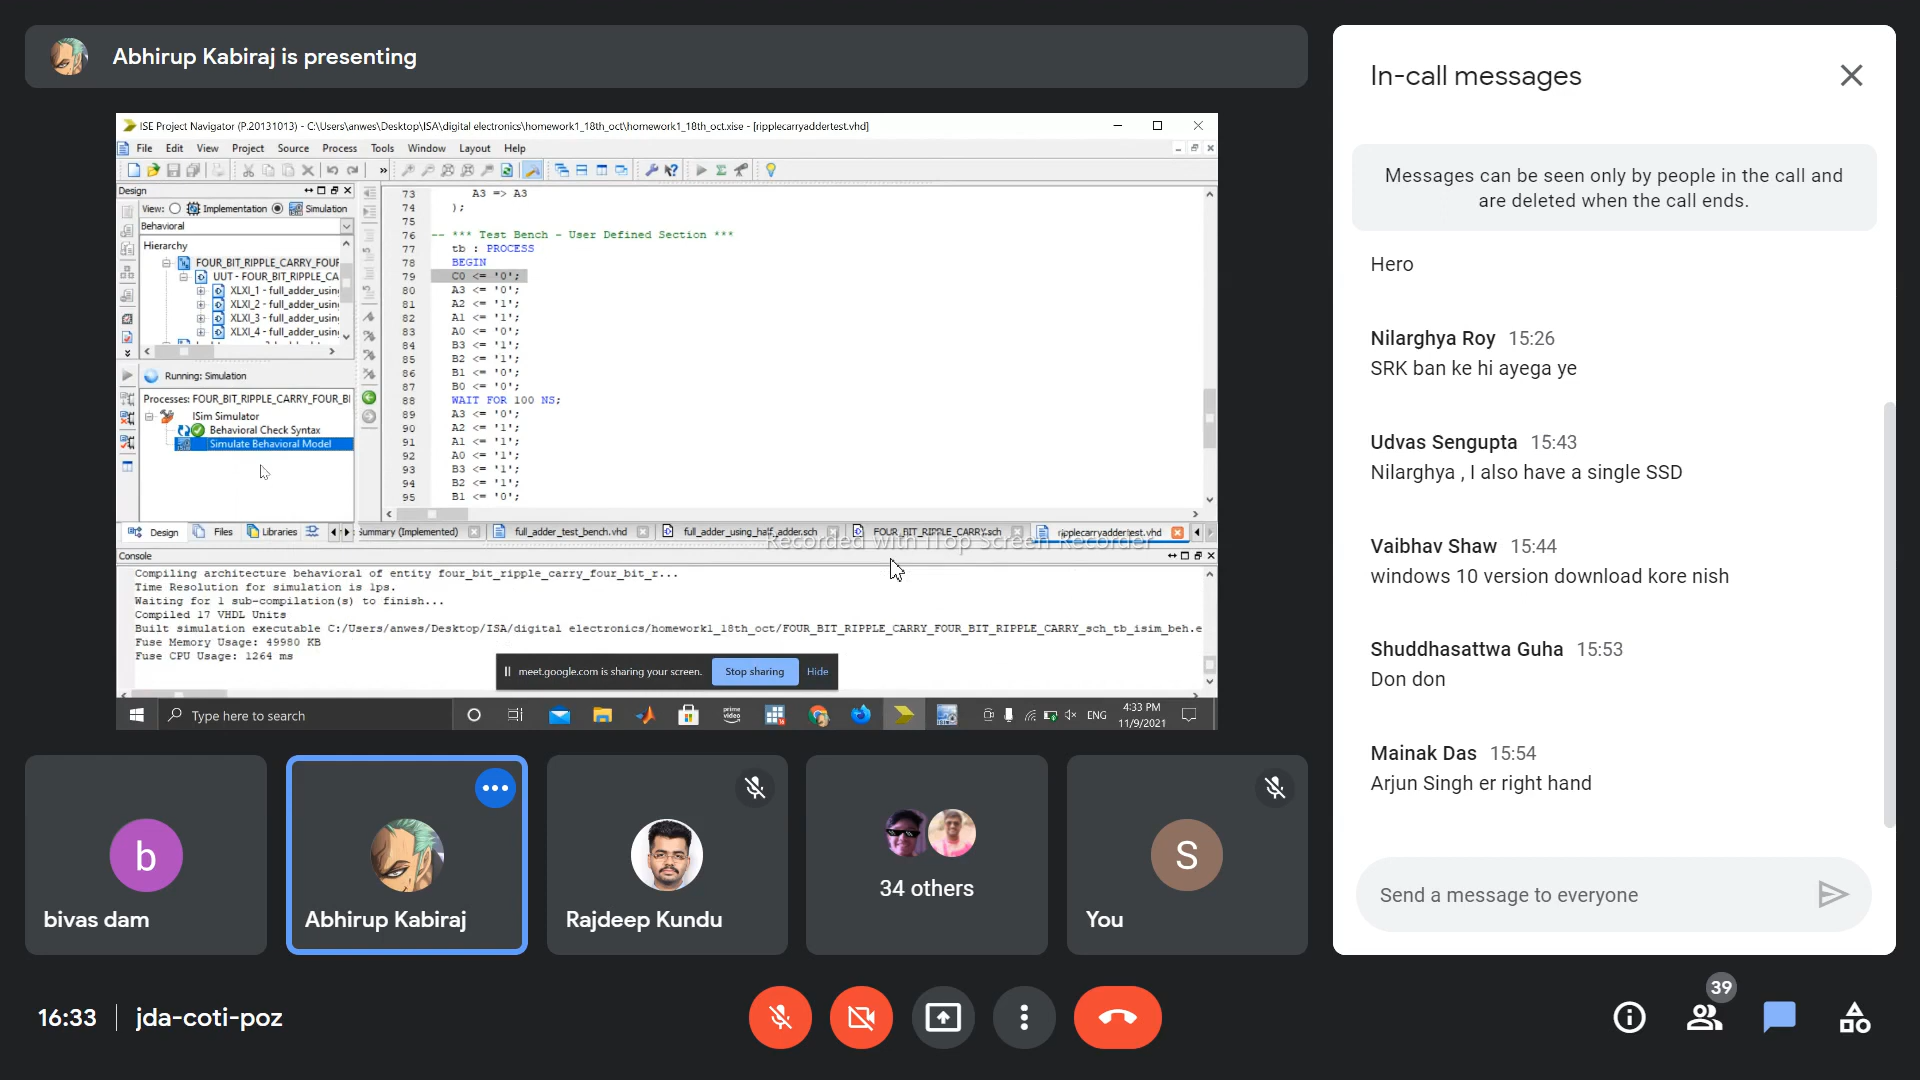 Abhirup Kabiraj is presenting
ISE Project Navigator (P.20131013) - C:\Users\anwes\Desktop\ISA\digital electronics\homework1_18th_oct\homework1_18th_oct.xise - [ripplecarryaddertest.vhd]
File Edit View Project Source Process Tools Window Layout Help
Design
View: Implementation Simulation
Behavioral
Hierarchy
FOUR_BIT_RIPPLE_CARRY_FOUR
UUT - FOUR_BIT_RIPPLE_CA
XLXI_1 - full_adder_usin
XLXI_2 - full_adder_usin
XLXI_3 - full_adder_usin
XLXI_4 - full_adder_usin
Running: Simulation
Processes: FOUR_BIT_RIPPLE_CARRY_FOUR_BI
ISim Simulator
Behavioral Check Syntax
Simulate Behavioral Model
Design Files Libraries
73 A3 => A3
74 );
75
76 -- *** Test Bench - User Defined Section ***
77 tb : PROCESS
78 BEGIN
79 C0 <= '0';
80 A3 <= '0';
81 A2 <= '1';
82 A1 <= '1';
83 A0 <= '0';
84 B3 <= '1';
85 B2 <= '1';
86 B1 <= '0';
87 B0 <= '0';
88 WAIT FOR 100 NS;
89 A3 <= '0';
90 A2 <= '1';
91 A1 <= '1';
92 A0 <= '1';
93 B3 <= '1';
94 B2 <= '1';
95 B1 <= '0';
Summary (Implemented) full_adder_test_bench.vhd full_adder_using_half_adder.sch FOUR_BIT_RIPPLE_CARRY.sch ripplecarryaddertest.vhd
Recorded with iTop Screen Recorder
Console
Compiling architecture behavioral of entity four_bit_ripple_carry_four_bit_r...
Time Resolution for simulation is 1ps.
Waiting for 1 sub-compilation(s) to finish...
Compiled 17 VHDL Units
Built simulation executable C:/Users/anwes/Desktop/ISA/digital electronics/homework1_18th_oct/FOUR_BIT_RIPPLE_CARRY_FOUR_BIT_RIPPLE_CARRY_sch_tb_isim_beh.e
Fuse Memory Usage: 49980 KB
Fuse CPU Usage: 1264 ms
meet.google.com is sharing your screen. Stop sharing Hide
Type here to search
prime video
ENG
4:33 PM
11/9/2021
b
bivas dam
Abhirup Kabiraj
Rajdeep Kundu
34 others
S
You
16:33 jda-coti-poz
In-call messages
Messages can be seen only by people in the call and
are deleted when the call ends.
Hero
Nilarghya Roy 15:26
SRK ban ke hi ayega ye
Udvas Sengupta 15:43
Nilarghya , I also have a single SSD
Vaibhav Shaw 15:44
windows 10 version download kore nish
Shuddhasattwa Guha 15:53
Don don
Mainak Das 15:54
Arjun Singh er right hand
Send a message to everyone
39